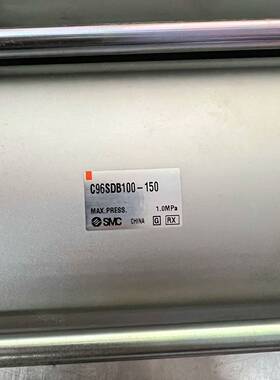 C96SDB100-150
MAX.PRESS. 1.0MPa
SMC CHINA G RX